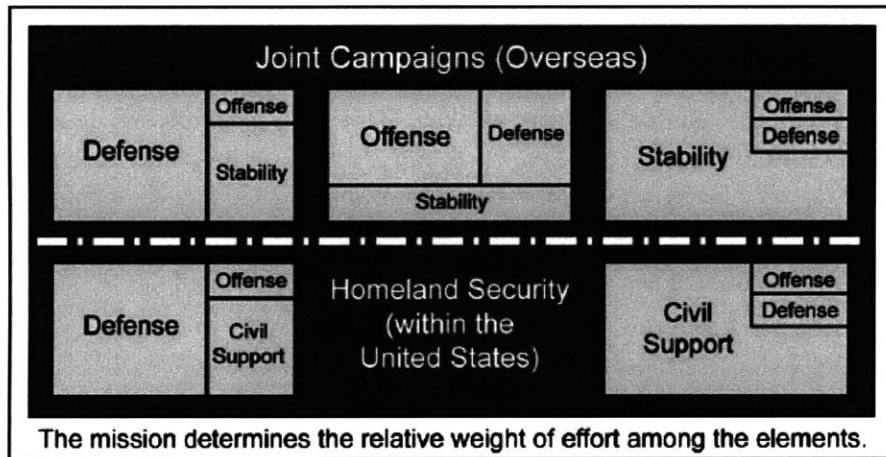 Joint Campaigns (Overseas)
Defense
Offense
Stability
Offense
Defense
Stability
Stability
Offense
Defense
Defense
Offense
Civil
Support
Homeland Security
(within the
United States)
Civil
Support
Offense
Defense
The mission determines the relative weight of effort among the elements.